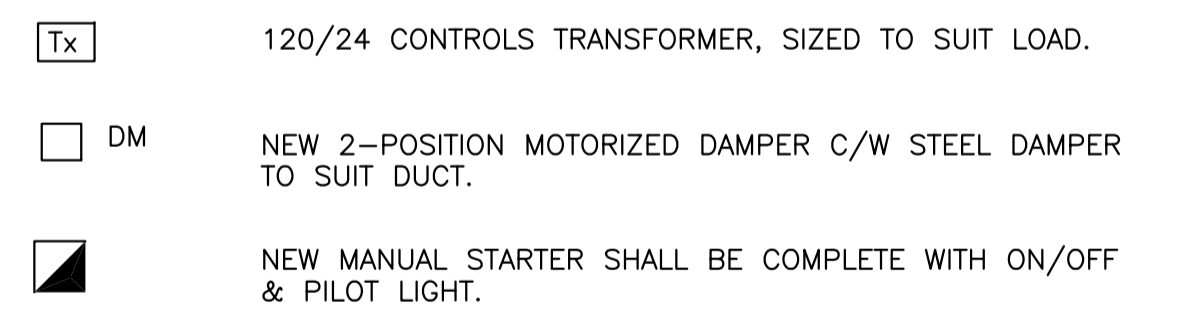 Tx 120/24 CONTROLS TRANSFORMER, SIZED TO SUIT LOAD.
DM NEW 2-POSITION MOTORIZED DAMPER C/W STEEL DAMPER
TO SUIT DUCT.
NEW MANUAL STARTER SHALL BE COMPLETE WITH ON/OFF
& PILOT LIGHT.